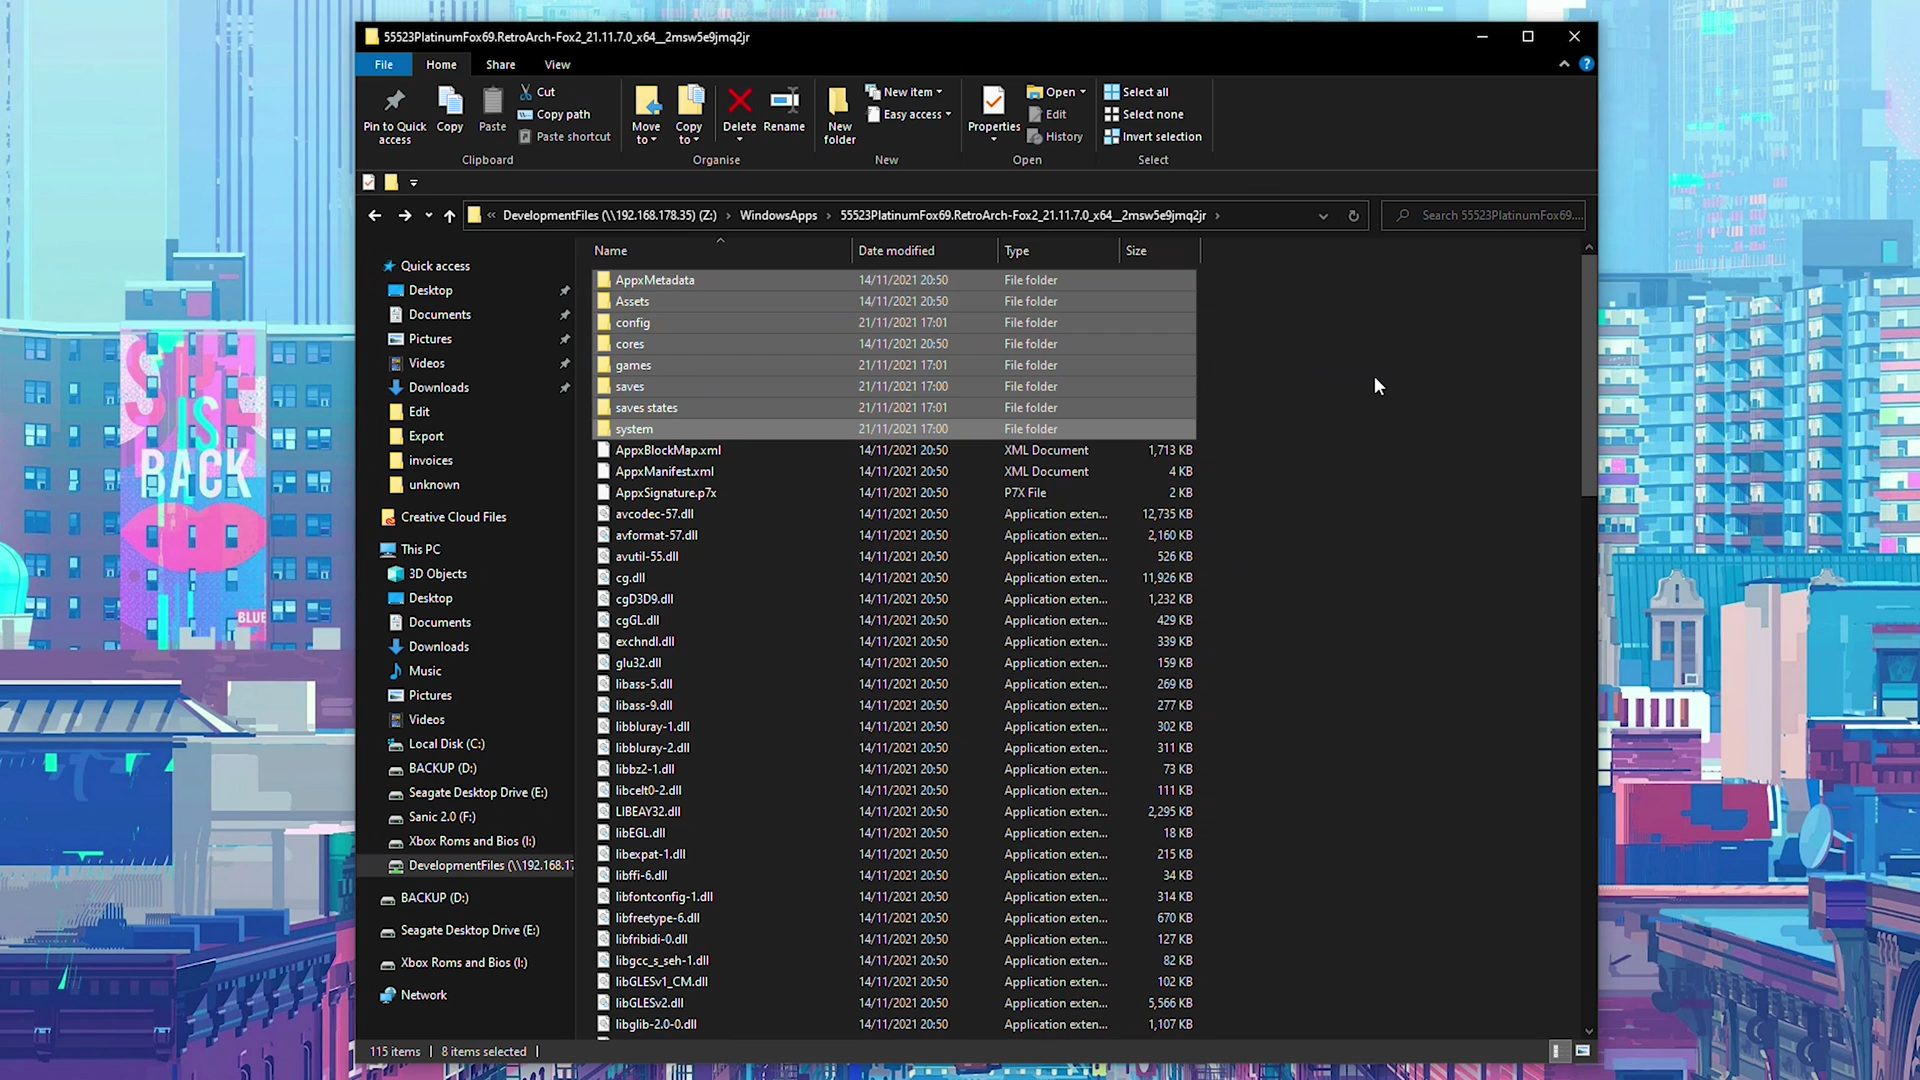 55523PlatinumFox69.RetroArch-Fox2_21.11.7.0_x64__2msw5e9jmq2jr
File Home Share View
Pin to Quick access
Copy
Paste
Cut
Copy path
Paste shortcut
Clipboard
Move to
Copy to
Delete
Rename
Organise
New folder
New item
Easy access
New
Properties
Open
Edit
History
Open
Select all
Select none
Invert selection
Select
« DevelopmentFiles (\\192.168.178.35) (Z:) › WindowsApps › 55523PlatinumFox69.RetroArch-Fox2_21.11.7.0_x64__2msw5e9jmq2jr ›
Search 55523PlatinumFox69....
Quick access
Desktop
Documents
Pictures
Videos
Downloads
Edit
Export
invoices
unknown
Creative Cloud Files
This PC
3D Objects
Desktop
Documents
Downloads
Music
Pictures
Videos
Local Disk (C:)
BACKUP (D:)
Seagate Desktop Drive (E:)
Sanic 2.0 (F:)
Xbox Roms and Bios (I:)
DevelopmentFiles (\\192.168.17
BACKUP (D:)
Seagate Desktop Drive (E:)
Xbox Roms and Bios (I:)
Network
Name Date modified Type Size
AppxMetadata 14/11/2021 20:50 File folder
Assets 14/11/2021 20:50 File folder
config 21/11/2021 17:01 File folder
cores 14/11/2021 20:50 File folder
games 21/11/2021 17:01 File folder
saves 21/11/2021 17:00 File folder
saves states 21/11/2021 17:01 File folder
system 21/11/2021 17:00 File folder
AppxBlockMap.xml 14/11/2021 20:50 XML Document 1,713 KB
AppxManifest.xml 14/11/2021 20:50 XML Document 4 KB
AppxSignature.p7x 14/11/2021 20:50 P7X File 2 KB
avcodec-57.dll 14/11/2021 20:50 Application exten... 12,735 KB
avformat-57.dll 14/11/2021 20:50 Application exten... 2,160 KB
avutil-55.dll 14/11/2021 20:50 Application exten... 526 KB
cg.dll 14/11/2021 20:50 Application exten... 11,926 KB
cgD3D9.dll 14/11/2021 20:50 Application exten... 1,232 KB
cgGL.dll 14/11/2021 20:50 Application exten... 429 KB
exchndl.dll 14/11/2021 20:50 Application exten... 339 KB
glu32.dll 14/11/2021 20:50 Application exten... 159 KB
libass-5.dll 14/11/2021 20:50 Application exten... 269 KB
libass-9.dll 14/11/2021 20:50 Application exten... 277 KB
libbluray-1.dll 14/11/2021 20:50 Application exten... 302 KB
libbluray-2.dll 14/11/2021 20:50 Application exten... 311 KB
libbz2-1.dll 14/11/2021 20:50 Application exten... 73 KB
libcelt0-2.dll 14/11/2021 20:50 Application exten... 111 KB
LIBEAY32.dll 14/11/2021 20:50 Application exten... 2,295 KB
libEGL.dll 14/11/2021 20:50 Application exten... 18 KB
libexpat-1.dll 14/11/2021 20:50 Application exten... 215 KB
libffi-6.dll 14/11/2021 20:50 Application exten... 34 KB
libfontconfig-1.dll 14/11/2021 20:50 Application exten... 314 KB
libfreetype-6.dll 14/11/2021 20:50 Application exten... 670 KB
libfribidi-0.dll 14/11/2021 20:50 Application exten... 127 KB
libgcc_s_seh-1.dll 14/11/2021 20:50 Application exten... 82 KB
libGLESv1_CM.dll 14/11/2021 20:50 Application exten... 102 KB
libGLESv2.dll 14/11/2021 20:50 Application exten... 5,566 KB
libglib-2.0-0.dll 14/11/2021 20:50 Application exten... 1,107 KB
115 items 8 items selected
IS
BACK
BLUE